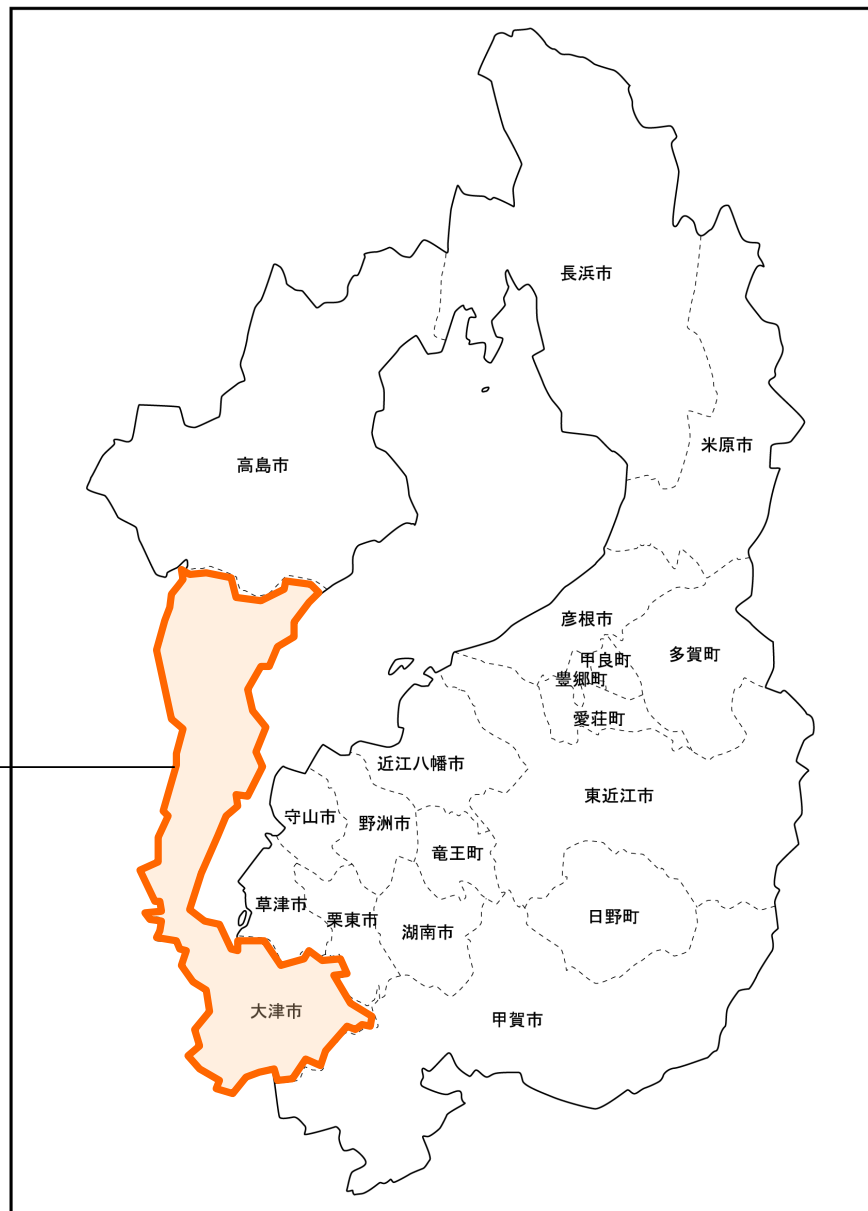 長浜市
米原市
高島市
彦根市
甲良町
多賀町
豊郷町
愛荘町
近江八幡市
東近江市
守山市
野洲市
竜王町
草津市
栗東市
湖南市
日野町
大津市
甲賀市